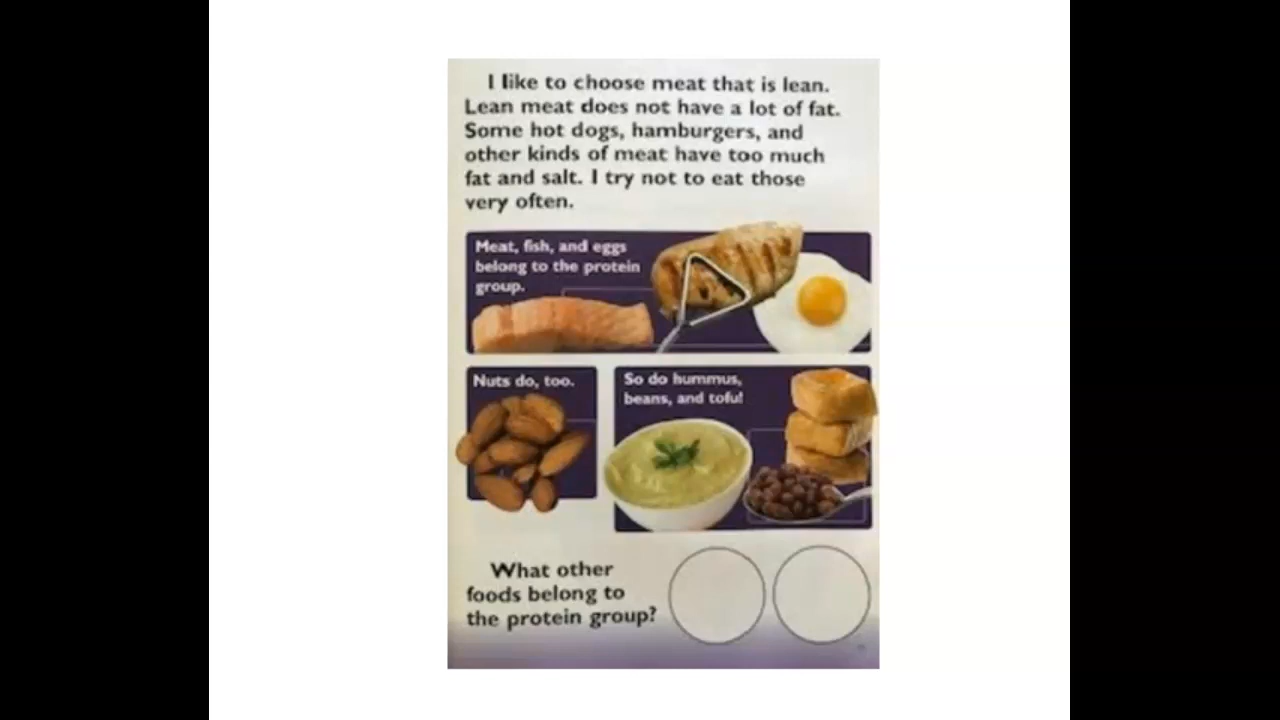 I like to choose meat that is lean.
Lean meat does not have a lot of fat.
Some hot dogs, hamburgers, and
other kinds of meat have too much
fat and salt. I try not to eat those
very often.
Meat, fish, and eggs
belong to the protein
group.
Nuts do, too.
So do hummus,
beans, and tofu!
What other
foods belong to
the protein group?